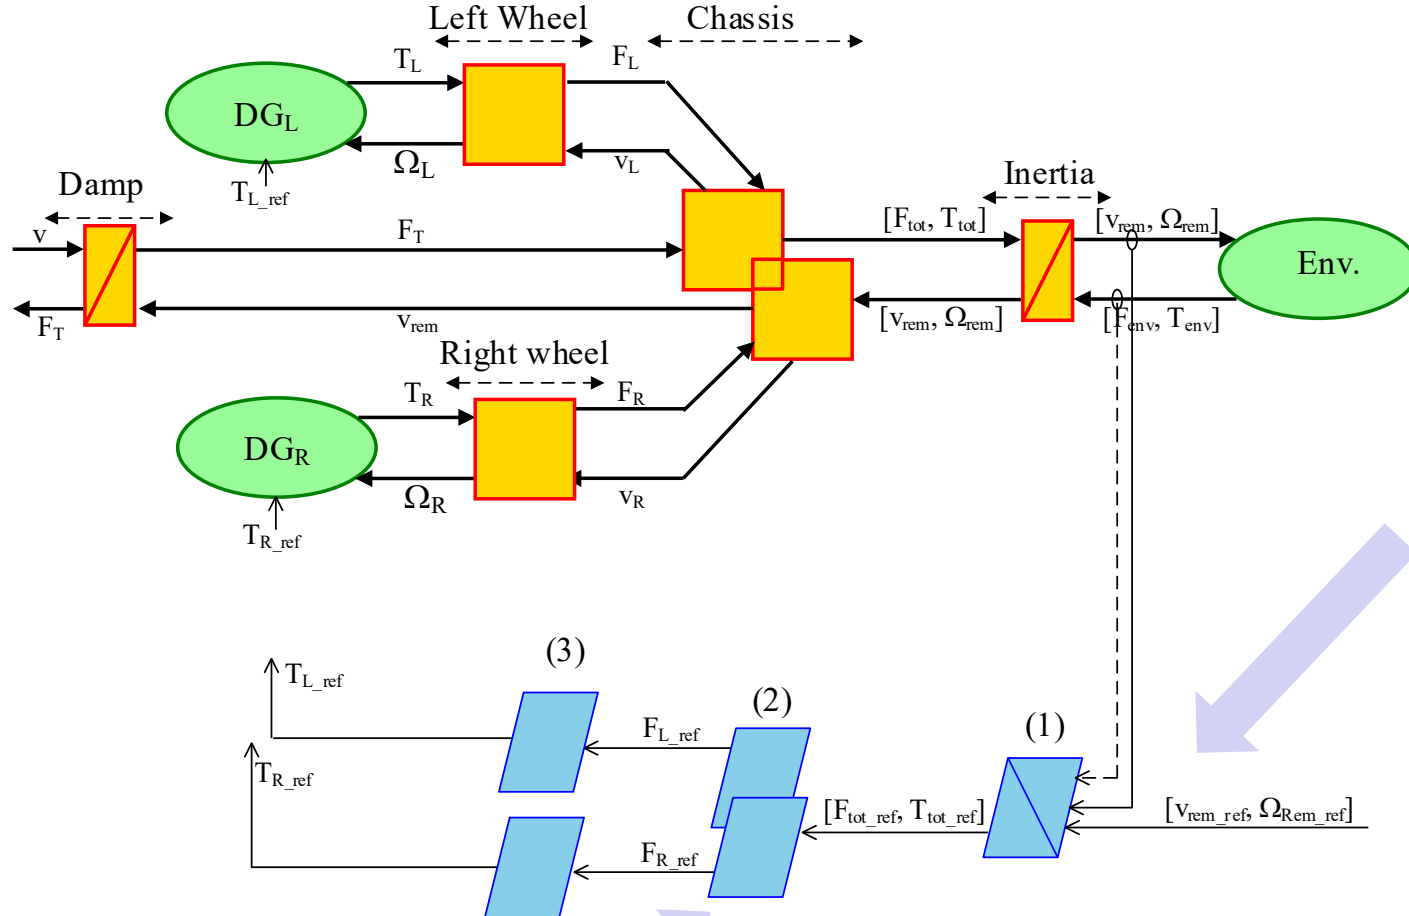 Left Wheel
Chassis
T_L
F_L
DG_L
Ω_L
v_L
T_L_ref
Damp
Inertia
v
F_T
[F_tot, T_tot]
[v_rem, Ω_rem]
Env.
F_T
v_rem
[v_rem, Ω_rem]
[F_env, T_env]
Right wheel
T_R
F_R
DG_R
Ω_R
v_R
T_R_ref
(3)
T_L_ref
(2)
F_L_ref
(1)
T_R_ref
[F_tot_ref, T_tot_ref]
[v_rem_ref, Ω_Rem_ref]
F_R_ref